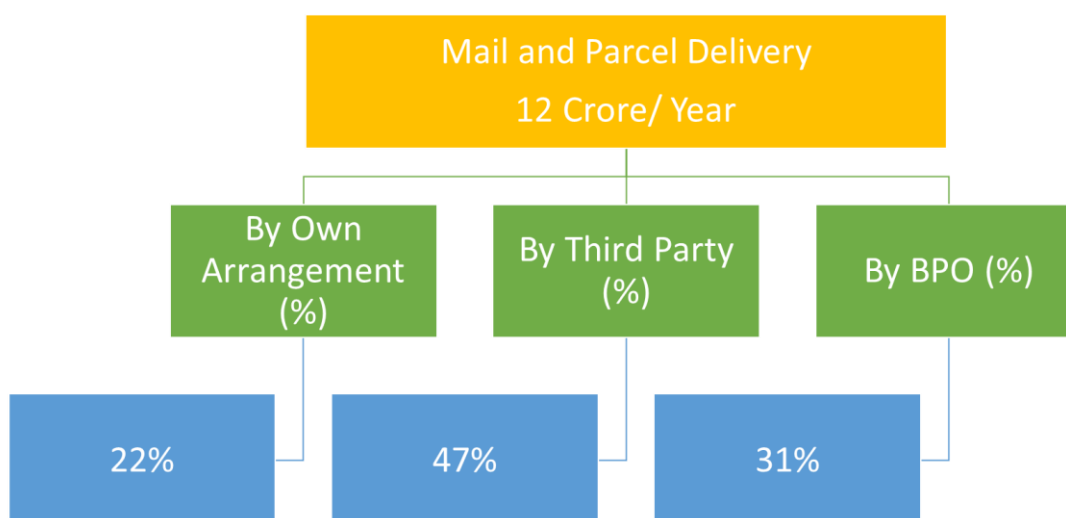 Mail and Parcel Delivery
12 Crore/ Year
By Own
Arrangement
(%)
By Third Party
(%)
By BPO (%)
22%
47%
31%